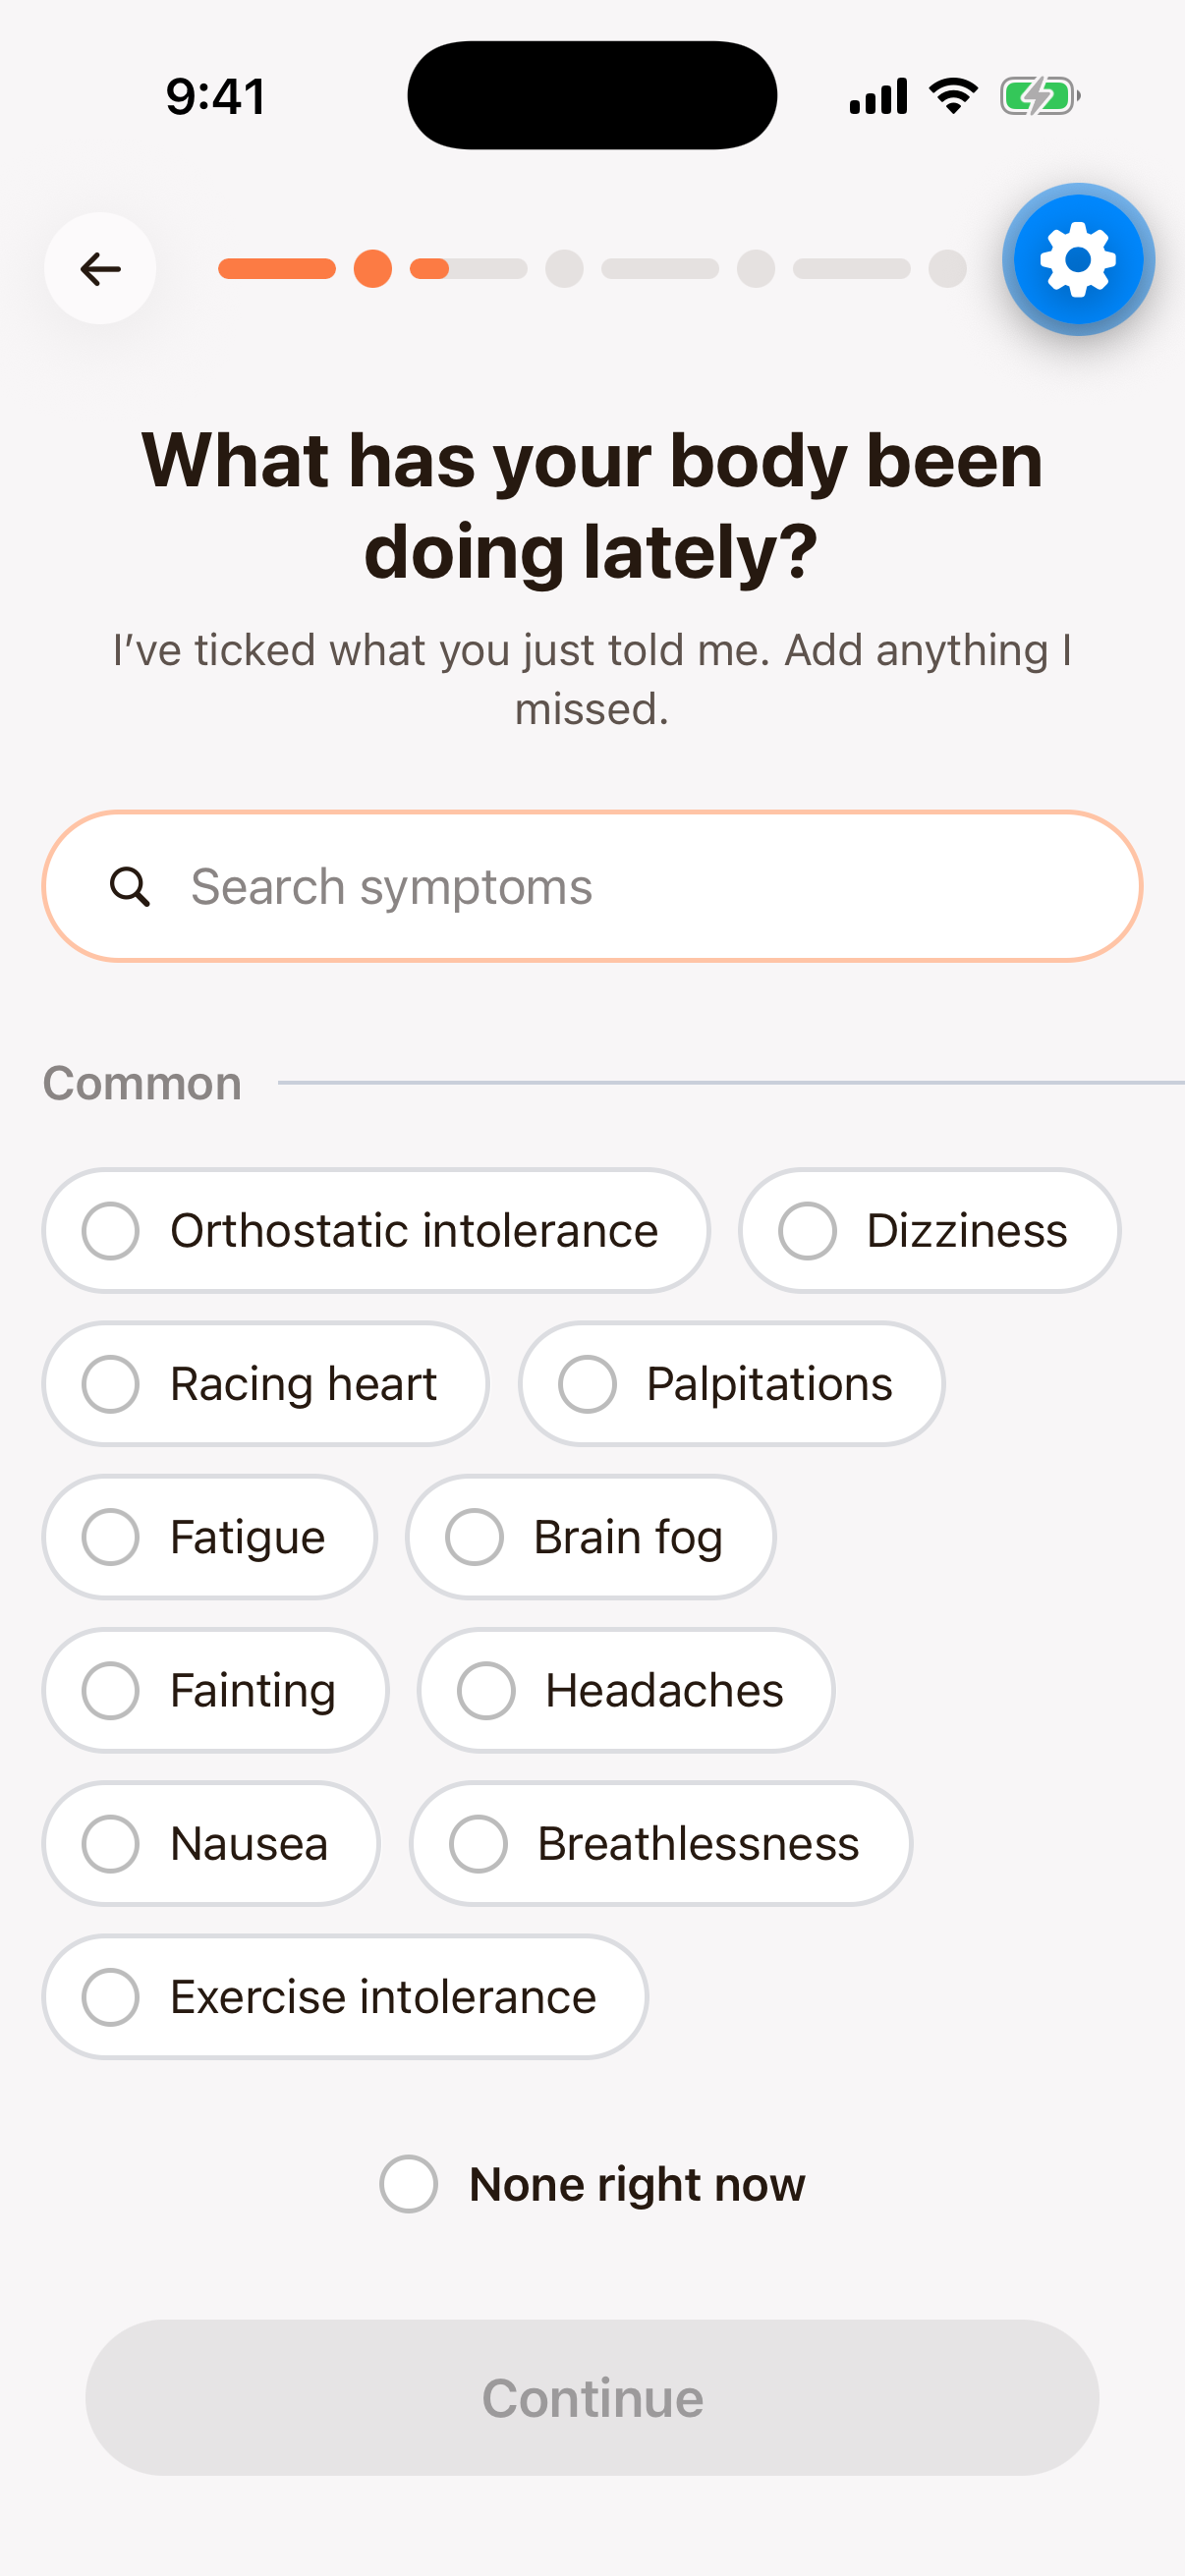 9:41
What has your body been
doing lately?
I’ve ticked what you just told me. Add anything I
missed.
Search symptoms
Common
Orthostatic intolerance
Dizziness
Racing heart
Palpitations
Fatigue
Brain fog
Fainting
Headaches
Nausea
Breathlessness
Exercise intolerance
None right now
Continue